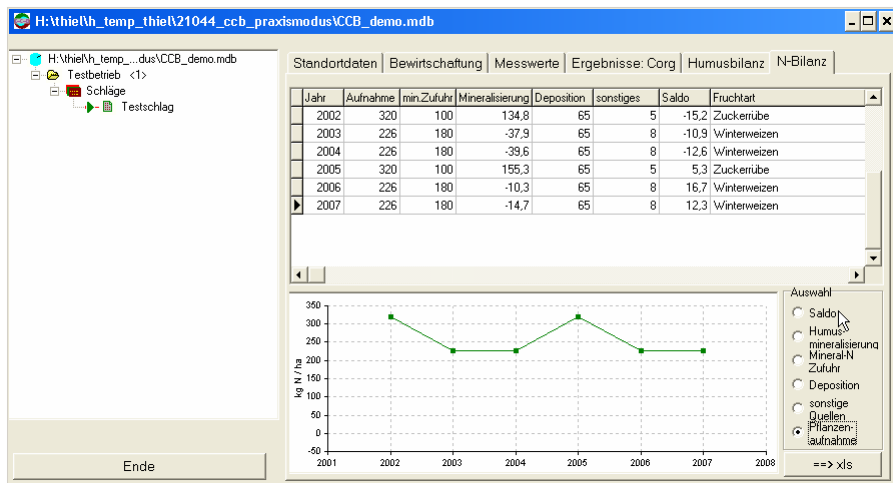 H:\thiel\h_temp_thiel\21044_ccb_praxismodus\CCB_demo.mdb
H:\thiel\h_temp_...dus\CCB_demo.mdb
Testbetrieb <1>
Schläge
Testschlag
Ende
Standortdaten Bewirtschaftung Messwerte Ergebnisse: Corg Humusbilanz N-Bilanz
Jahr Aufnahme min.Zufuhr Mineralisierung Deposition sonstiges Saldo Fruchtart
2002 320 100 134,8 65 5 -15,2 Zuckerrübe
2003 226 180 -37,9 65 8 -10,9 Winterweizen
2004 226 180 -39,6 65 8 -12,6 Winterweizen
2005 320 100 155,3 65 5 5,3 Zuckerrübe
2006 226 180 -10,3 65 8 16,7 Winterweizen
2007 226 180 -14,7 65 8 12,3 Winterweizen
kg N / ha
350
300
250
200
150
100
50
0
-50
2001 2002 2003 2004 2005 2006 2007 2008
Auswahl
Saldo
Humus-
mineralisierung
Mineral-N
Zufuhr
Deposition
sonstige
Quellen
Pflanzen-
aufnahme
==> xls